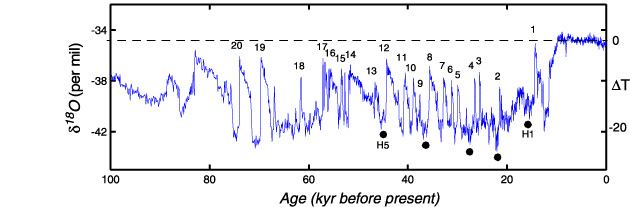 -34
-38
-42
δ18O (per mil)
20 19 18 17 16 15 14 13 12 11 10 9 8 7 6 5 4 3 2 1
H5
H1
0
ΔT
-20
100 80 60 40 20 0
Age (kyr before present)